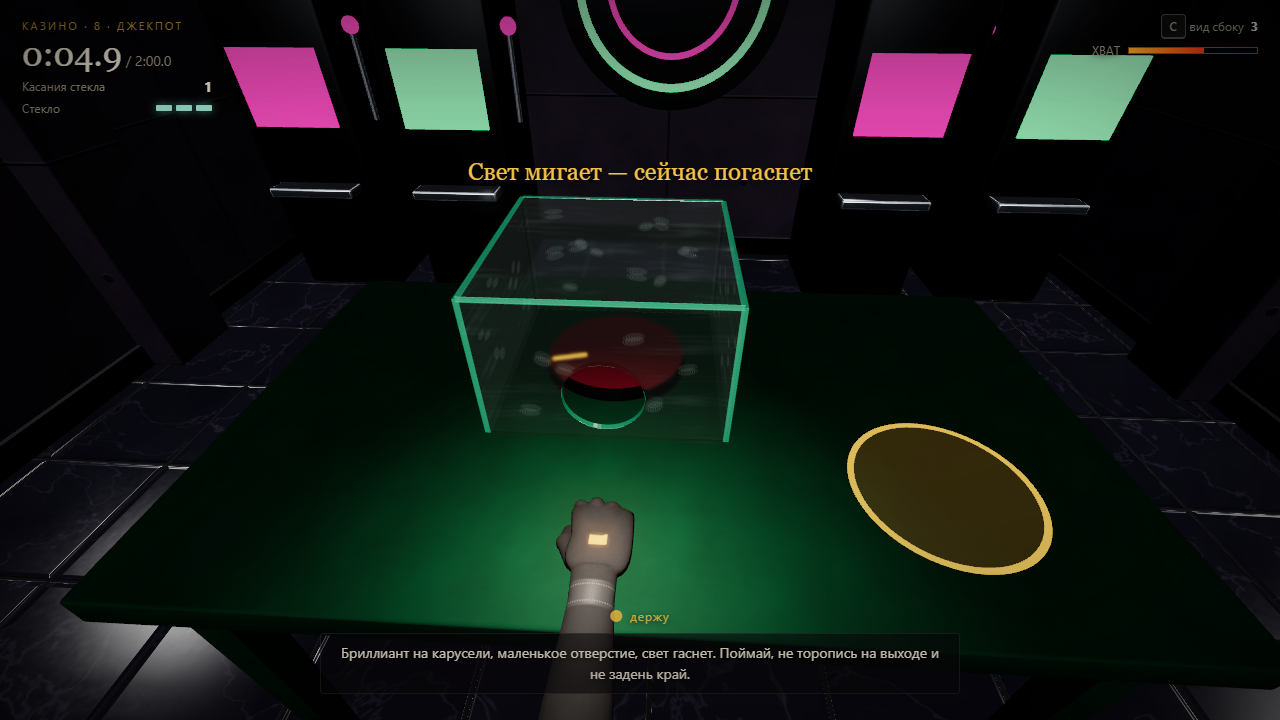 КАЗИНО · 8 · ДЖЕКПОТ
0:04.9 / 2:00.0
Касания стекла 1
Стекло
C вид сбоку 3
ХВАТ
Свет мигает — сейчас погаснет
держу
Бриллиант на карусели, маленькое отверстие, свет гаснет. Поймай, не торопись на выходе и
не задень край.